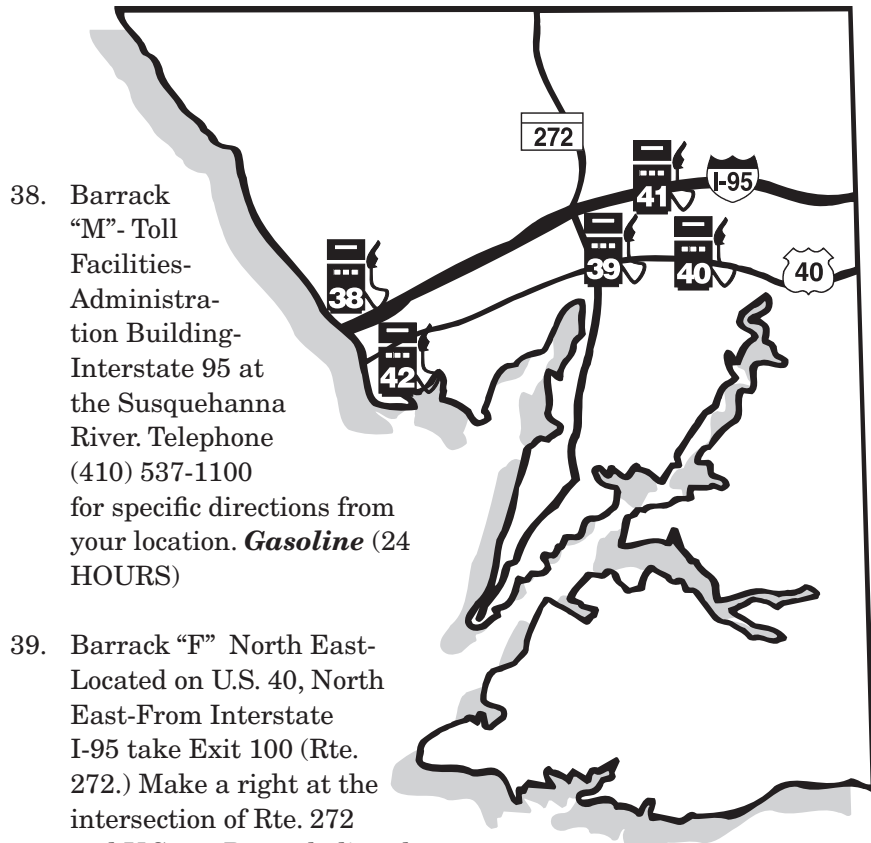 272
I-95
41
39
40
40
38
42
38. Barrack
“M”- Toll
Facilities-
Administra-
tion Building-
Interstate 95 at
the Susquehanna
River. Telephone
(410) 537-1100
for specific directions from
your location. Gasoline (24
HOURS)
39. Barrack “F” North East-
Located on U.S. 40, North
East-From Interstate
I-95 take Exit 100 (Rte.
272.) Make a right at the
intersection of Rte. 272